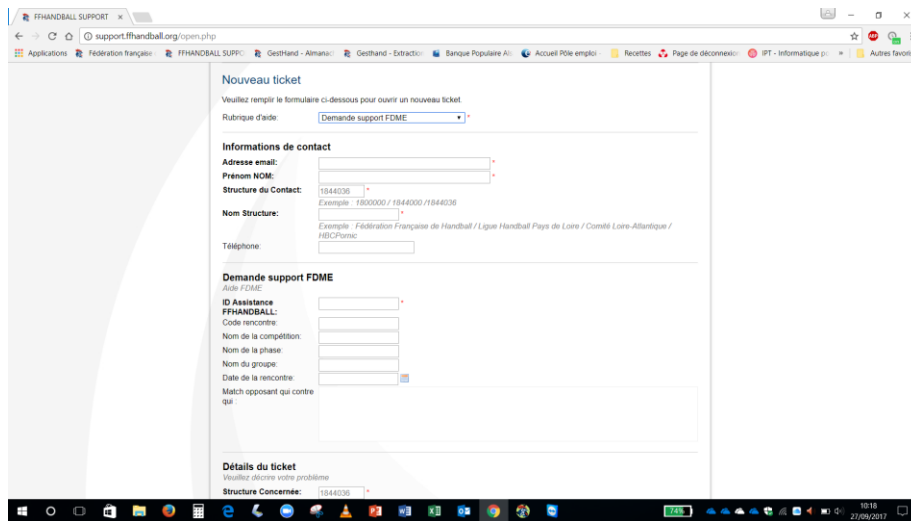 FFHANDBALL SUPPORT
support.ffhandball.org/open.php
Applications Fédération française FFHANDBALL SUPPO GestHand - Almanach Gesthand - Extraction Banque Populaire Alp Accueil Pôle emploi Recettes Page de déconnexion IPT - Informatique po » Autres favoris
Nouveau ticket
Veuillez remplir le formulaire ci-dessous pour ouvrir un nouveau ticket
Rubrique d'aide: Demande support FDME *
Informations de contact
Adresse email: *
Prénom NOM: *
Structure du Contact: 1844036 *
Exemple : 1800000 / 1844000 /1844036
Nom Structure: *
Exemple : Fédération Française de Handball / Ligue Handball Pays de Loire / Comité Loire-Atlantique /
HBCPornic
Téléphone:
Demande support FDME
Aide FDME
ID Assistance *
FFHANDBALL:
Code rencontre:
Nom de la compétition:
Nom de la phase:
Nom du groupe:
Date de la rencontre:
Match opposant qui contre
qui :
Détails du ticket
Veuillez décrire votre problème
Structure Concernée: 1844036 *
74%
10:18
27/09/2017